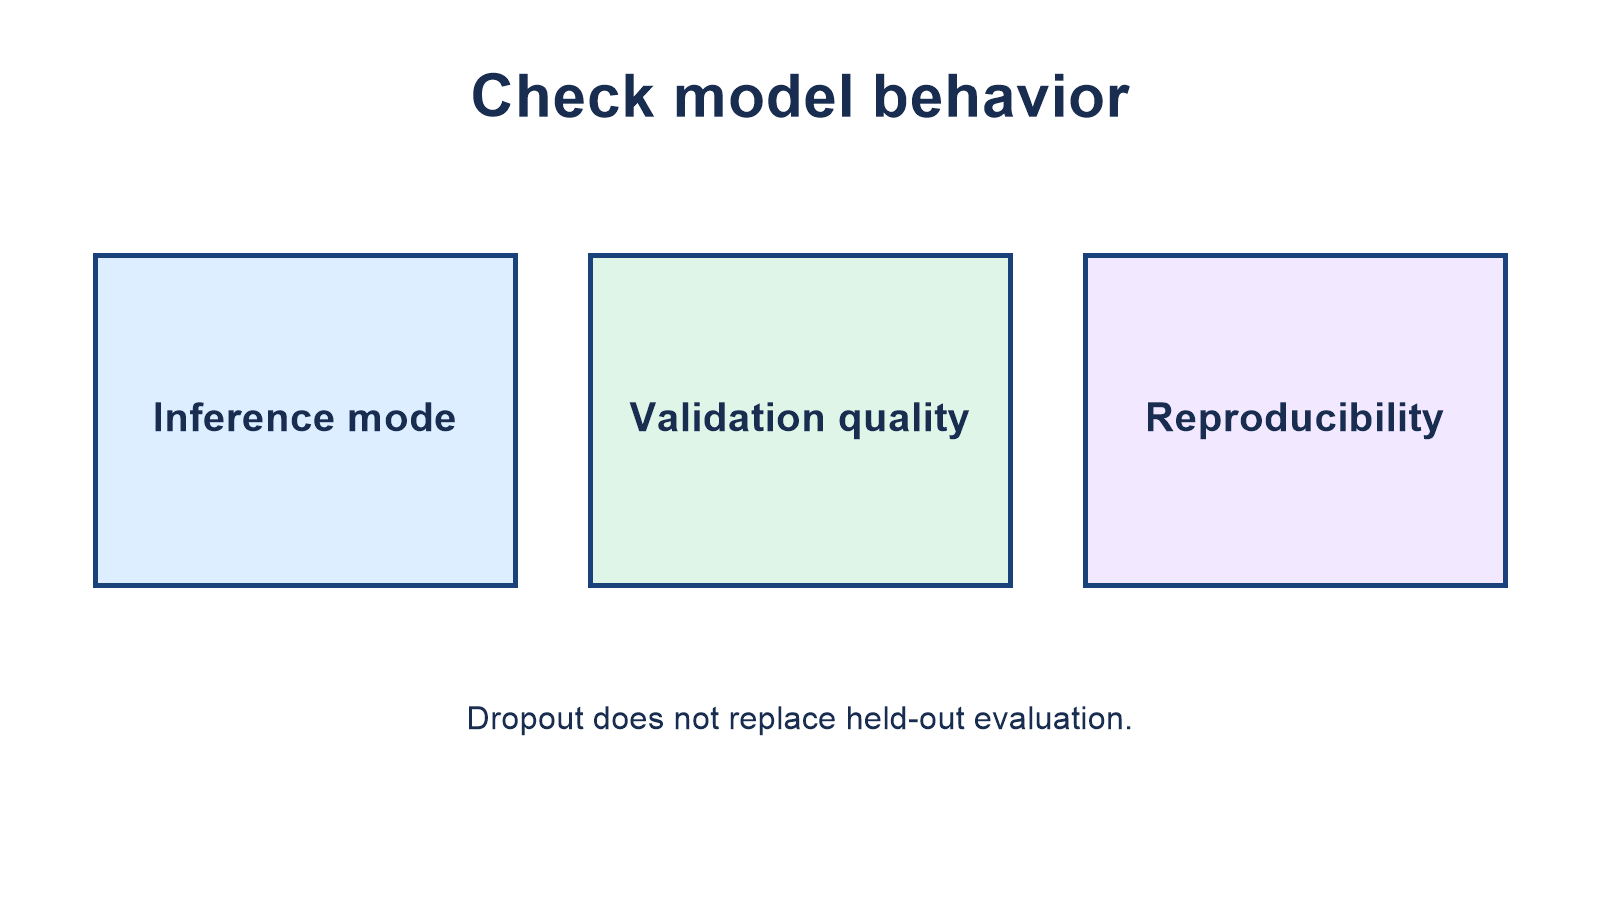 Check model behavior
Inference mode
Validation quality
Reproducibility
Dropout does not replace held-out evaluation.